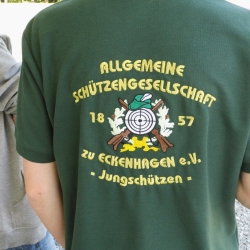 ALLGEMEINE
SCHÜTZENGESELLSCHAFT
18 57
zu ECKENHAGEN e.V.
- Jungschützen -